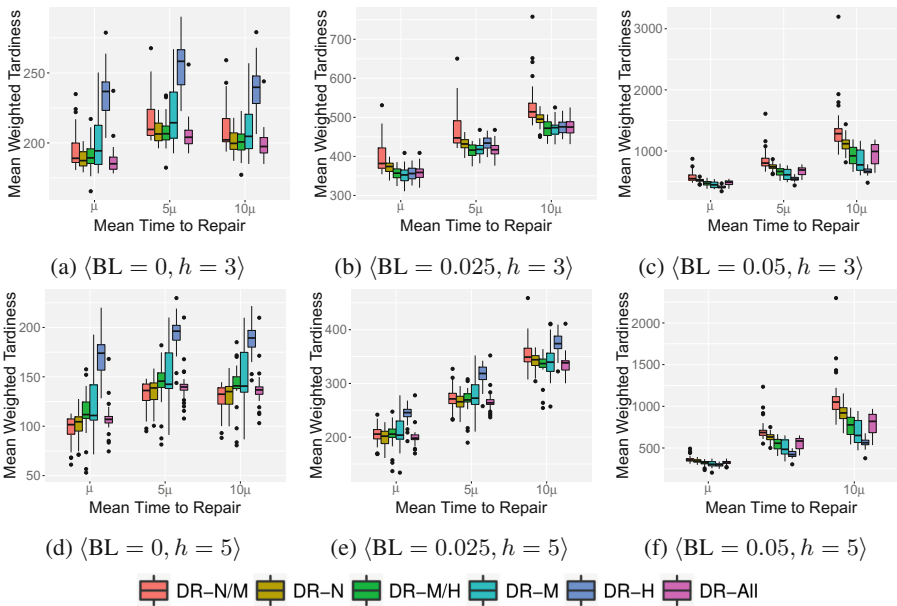 Mean Weighted Tardiness
250
200
μ 5μ 10μ
Mean Time to Repair
(a) ⟨BL = 0, h = 3⟩
Mean Weighted Tardiness
700
600
500
400
300
μ 5μ 10μ
Mean Time to Repair
(b) ⟨BL = 0.025, h = 3⟩
Mean Weighted Tardiness
3000
2000
1000
μ 5μ 10μ
Mean Time to Repair
(c) ⟨BL = 0.05, h = 3⟩
Mean Weighted Tardiness
200
150
100
50
μ 5μ 10μ
Mean Time to Repair
(d) ⟨BL = 0, h = 5⟩
Mean Weighted Tardiness
400
300
200
μ 5μ 10μ
Mean Time to Repair
(e) ⟨BL = 0.025, h = 5⟩
Mean Weighted Tardiness
2000
1500
1000
500
μ 10μ
Mean Time to Repair
(f) ⟨BL = 0.05, h = 5⟩
DR−N/M DR−N DR−M/H DR−M DR−H DR−All